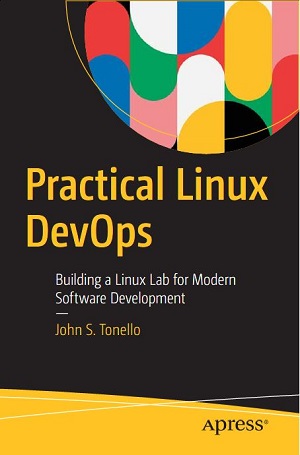 Practical Linux
DevOps
Building a Linux Lab for Modern
Software Development
—
John S. Tonello
Apress®